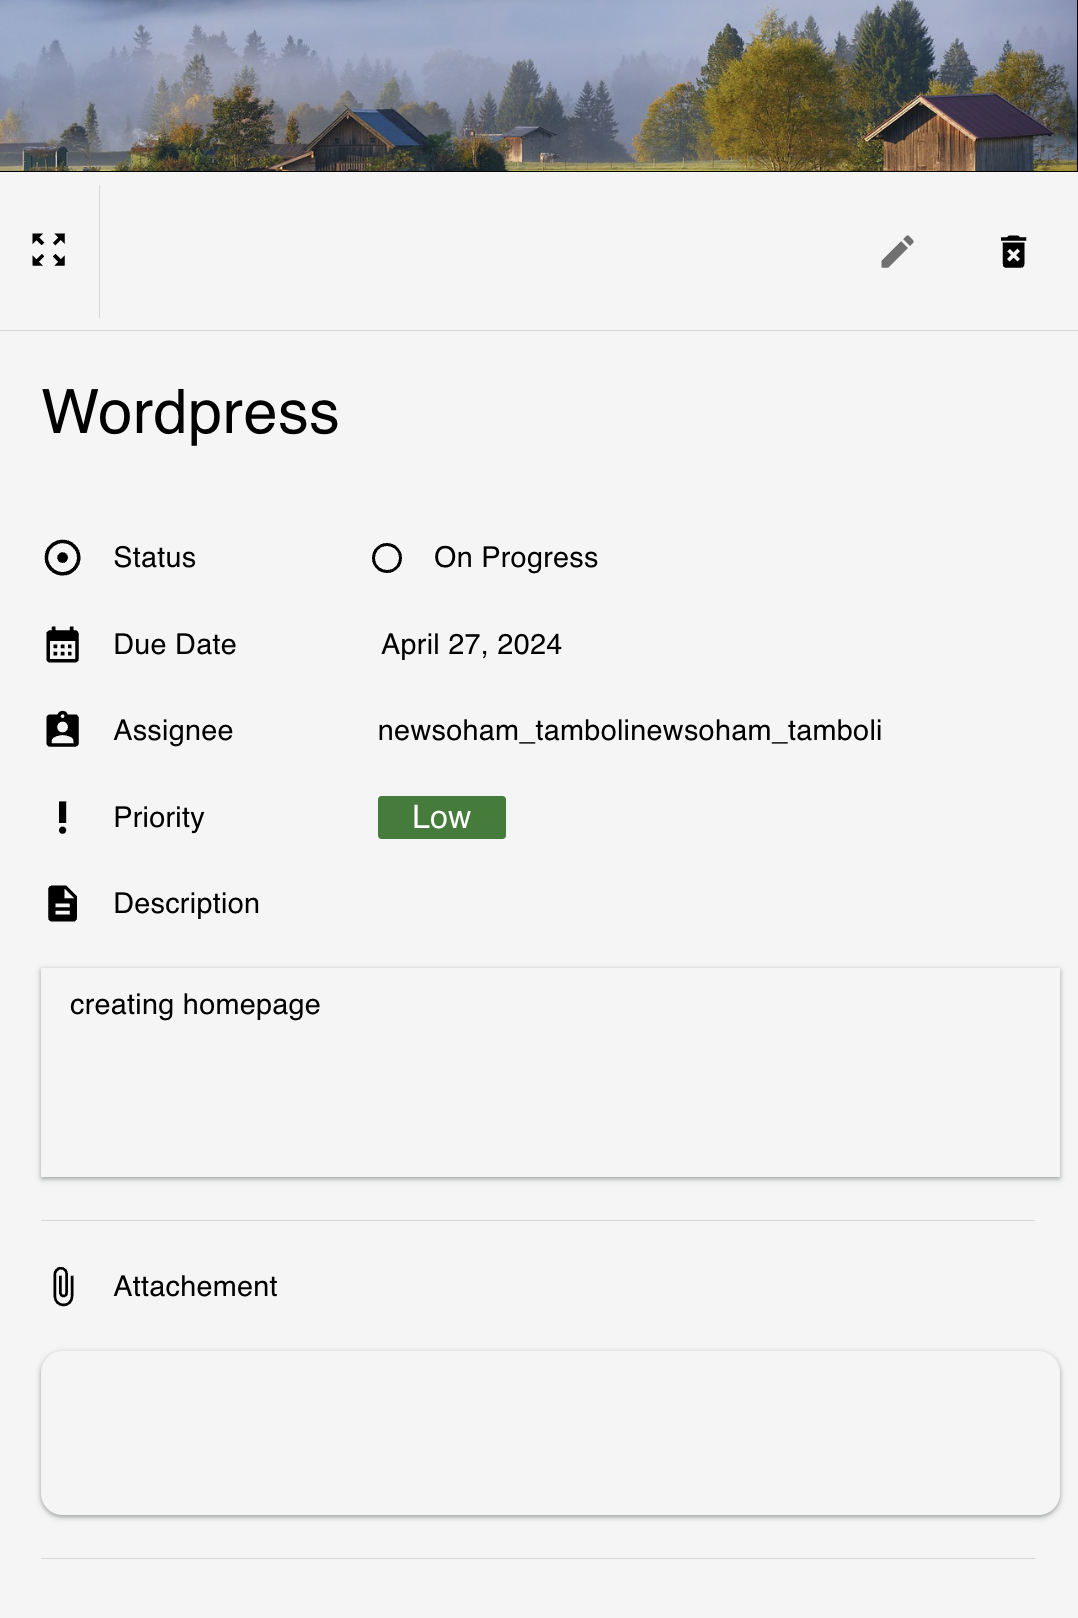 Wordpress
Status On Progress
Due Date April 27, 2024
Assignee newsoham_tambolinewsoham_tamboli
Priority Low
Description
creating homepage
Attachement